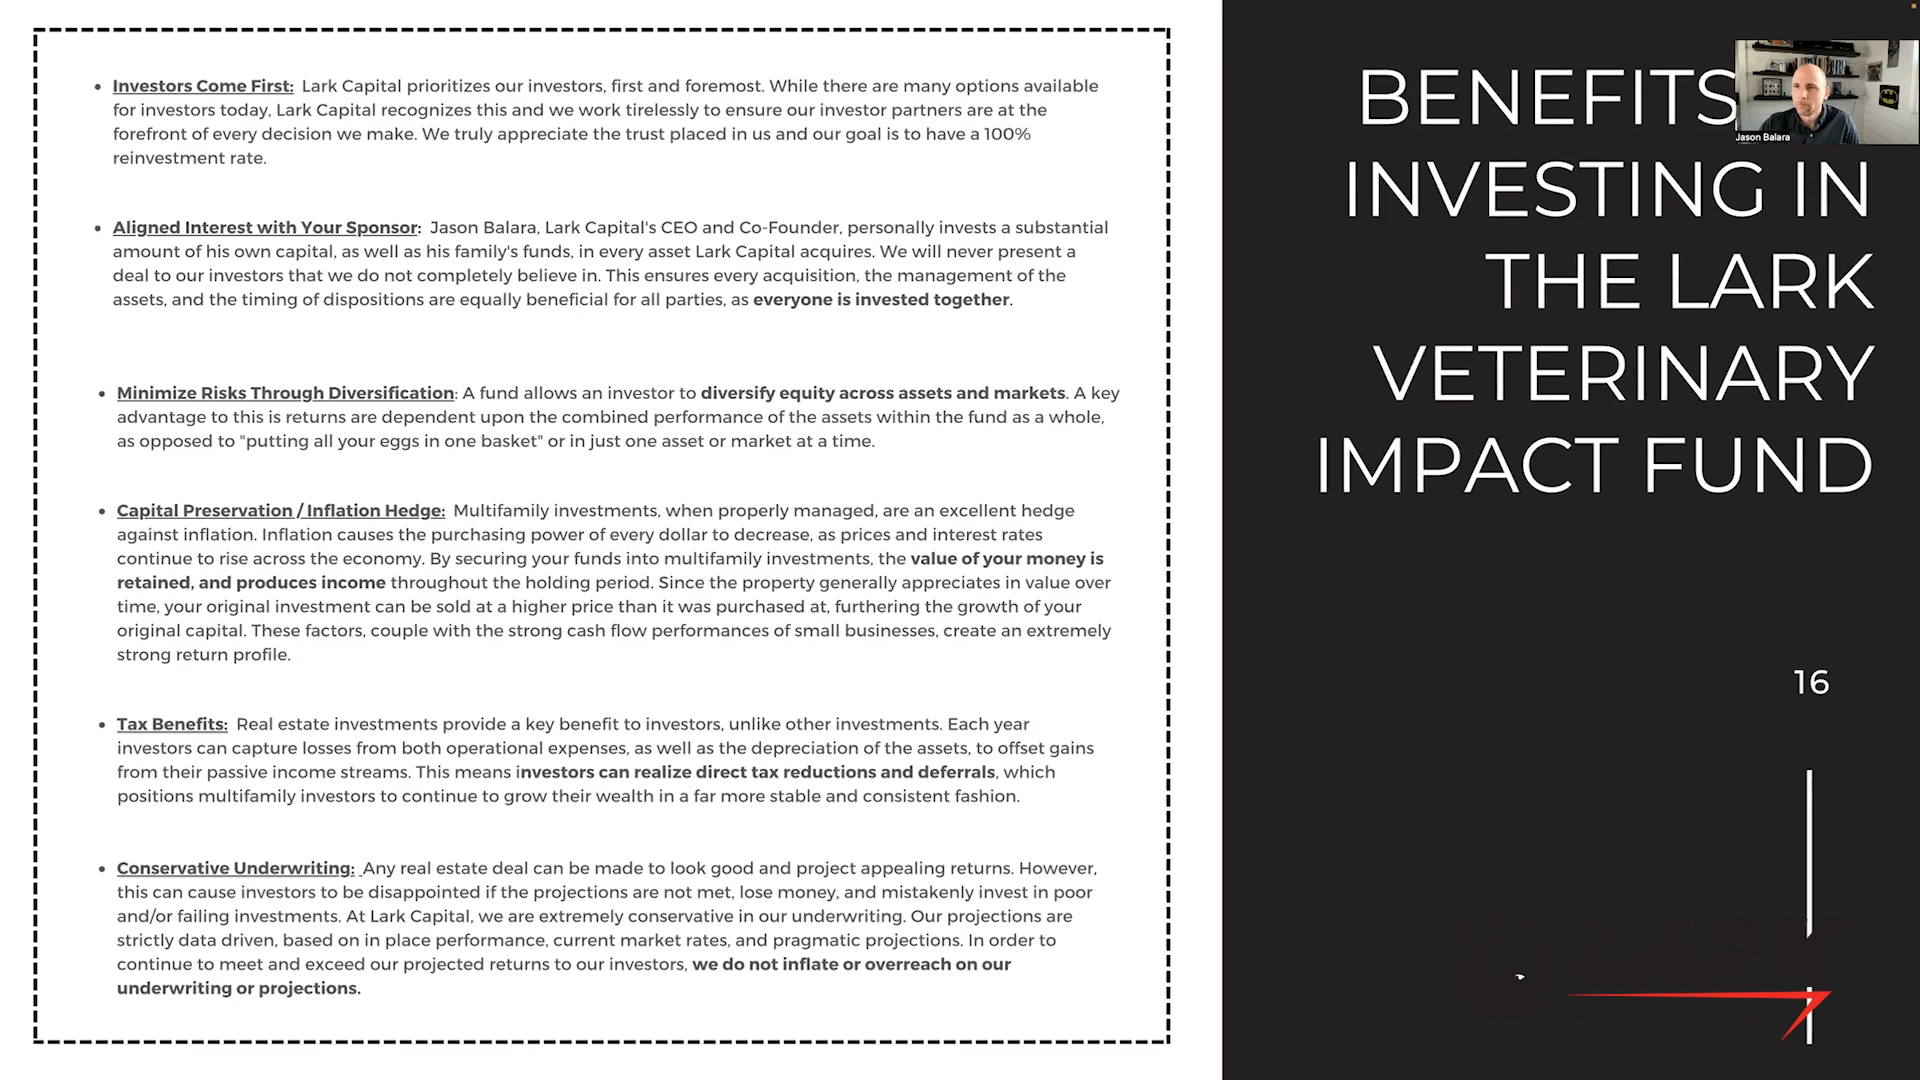 • Investors Come First: Lark Capital prioritizes our investors, first and foremost. While there are many options available
for investors today, Lark Capital recognizes this and we work tirelessly to ensure our investor partners are at the
forefront of every decision we make. We truly appreciate the trust placed in us and our goal is to have a 100%
reinvestment rate.
• Aligned Interest with Your Sponsor: Jason Balara, Lark Capital's CEO and Co-Founder, personally invests a substantial
amount of his own capital, as well as his family's funds, in every asset Lark Capital acquires. We will never present a
deal to our investors that we do not completely believe in. This ensures every acquisition, the management of the
assets, and the timing of dispositions are equally beneficial for all parties, as everyone is invested together.
• Minimize Risks Through Diversification: A fund allows an investor to diversify equity across assets and markets. A key
advantage to this is returns are dependent upon the combined performance of the assets within the fund as a whole,
as opposed to "putting all your eggs in one basket" or in just one asset or market at a time.
• Capital Preservation / Inflation Hedge: Multifamily investments, when properly managed, are an excellent hedge
against inflation. Inflation causes the purchasing power of every dollar to decrease, as prices and interest rates
continue to rise across the economy. By securing your funds into multifamily investments, the value of your money is
retained, and produces income throughout the holding period. Since the property generally appreciates in value over
time, your original investment can be sold at a higher price than it was purchased at, furthering the growth of your
original capital. These factors, couple with the strong cash flow performances of small businesses, create an extremely
strong return profile.
• Tax Benefits: Real estate investments provide a key benefit to investors, unlike other investments. Each year
investors can capture losses from both operational expenses, as well as the depreciation of the assets, to offset gains
from their passive income streams. This means investors can realize direct tax reductions and deferrals, which
positions multifamily investors to continue to grow their wealth in a far more stable and consistent fashion.
• Conservative Underwriting: Any real estate deal can be made to look good and project appealing returns. However,
this can cause investors to be disappointed if the projections are not met, lose money, and mistakenly invest in poor
and/or failing investments. At Lark Capital, we are extremely conservative in our underwriting. Our projections are
strictly data driven, based on in place performance, current market rates, and pragmatic projections. In order to
continue to meet and exceed our projected returns to our investors, we do not inflate or overreach on our
underwriting or projections.
BENEFITS
INVESTING IN
THE LARK
VETERINARY
IMPACT FUND
Jason Balara
16